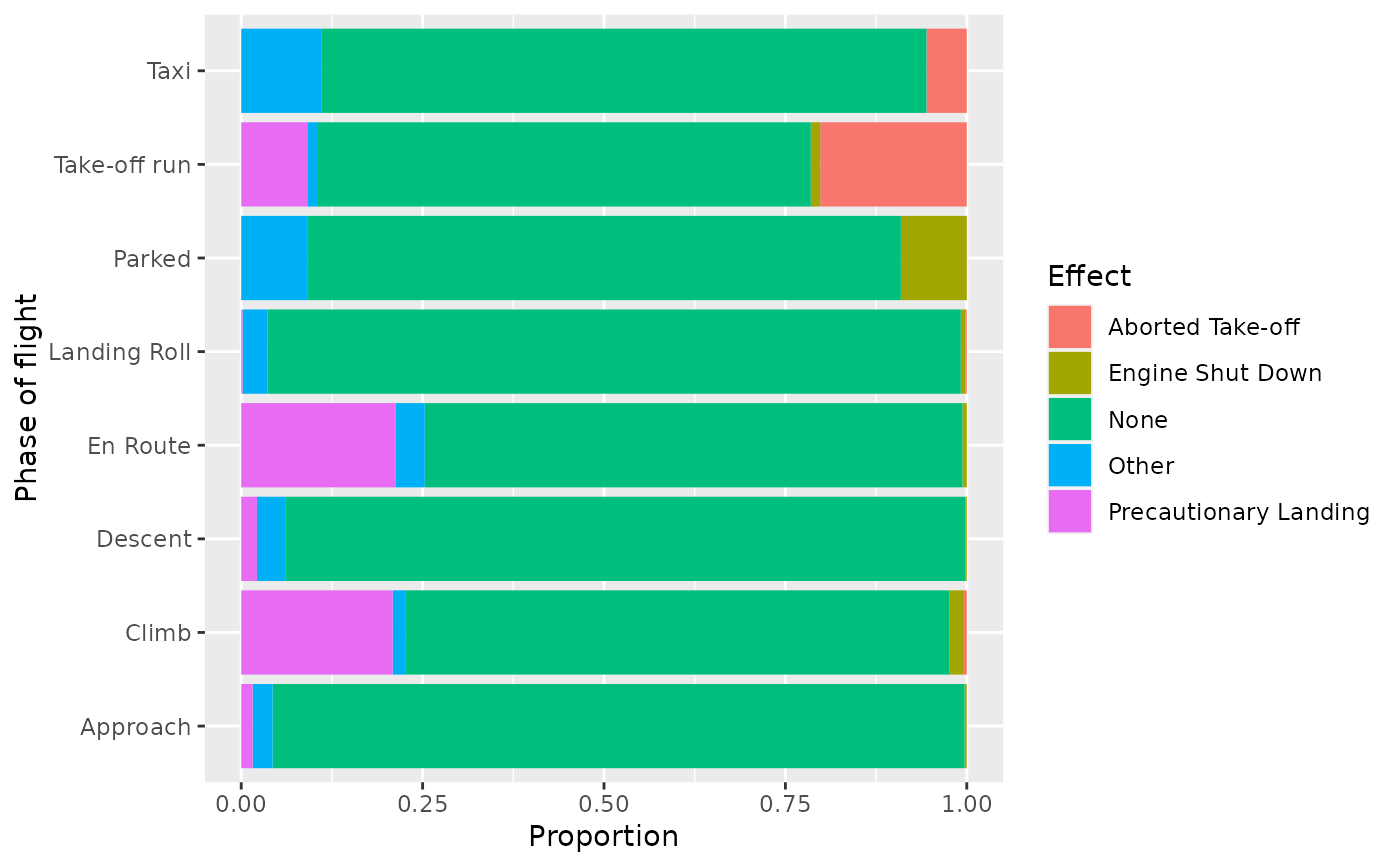 Phase of flight
Taxi
Take-off run
Parked
Landing Roll
En Route
Descent
Climb
Approach
0.00 0.25 0.50 0.75 1.00
Proportion
Effect
Aborted Take-off
Engine Shut Down
None
Other
Precautionary Landing